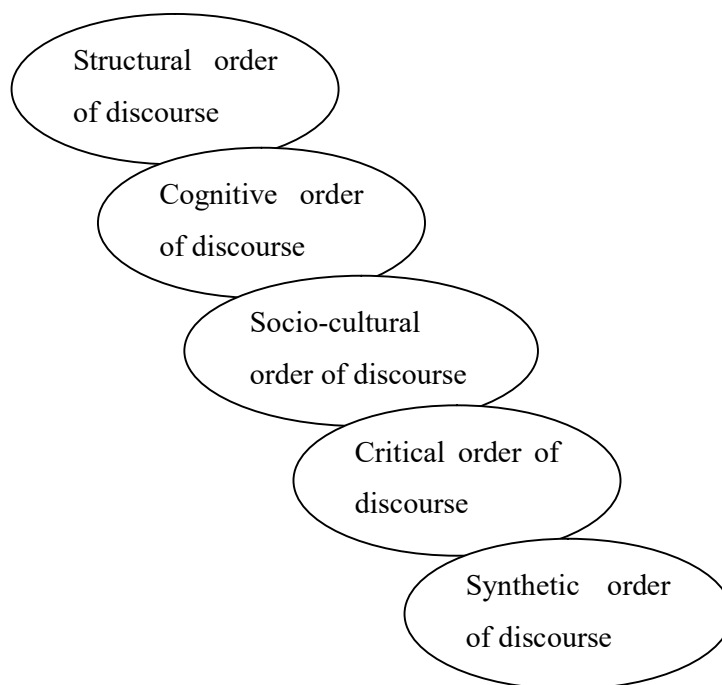 Structural order
of discourse
Cognitive order
of discourse
Socio-cultural
order of discourse
Critical order of
discourse
Synthetic order
of discourse